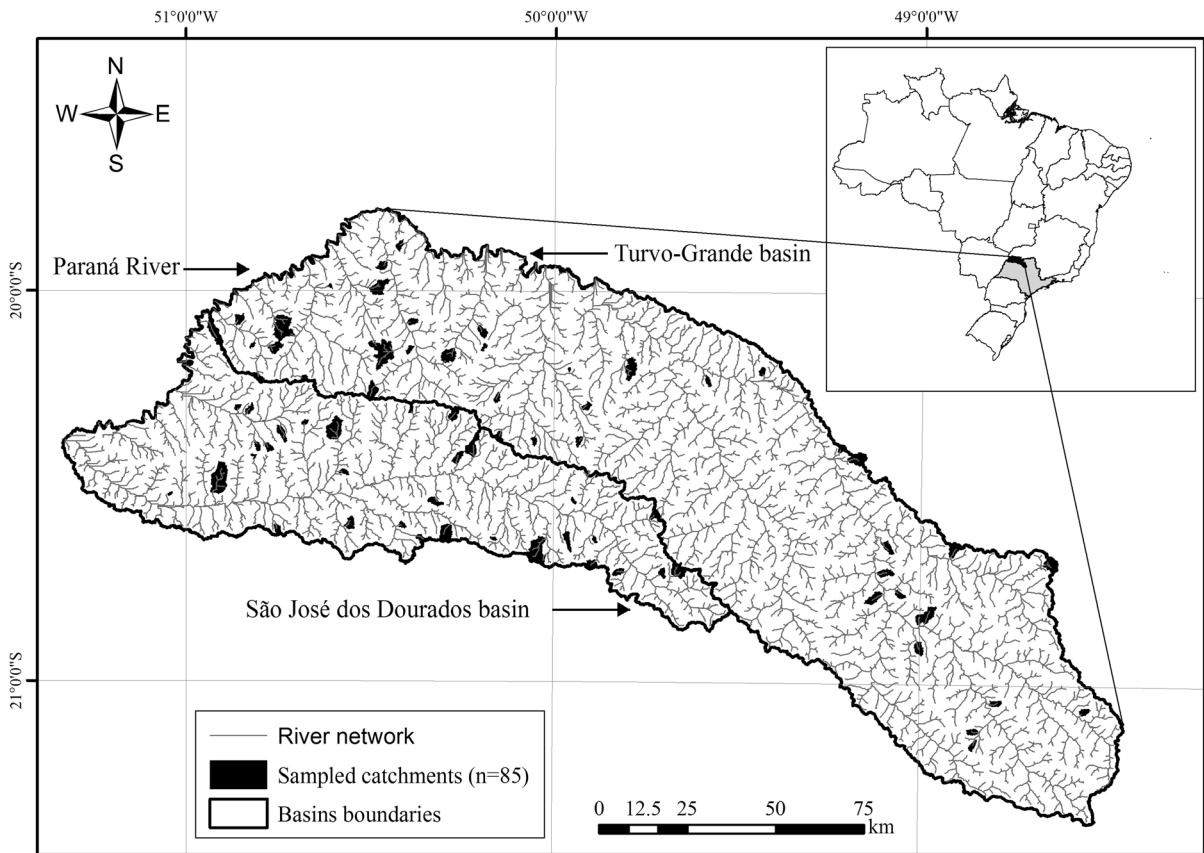 51°0'0"W 50°0'0"W 49°0'0"W
N
W E
S
Paraná River
Turvo-Grande basin
20°0'0"S
São José dos Dourados basin
21°0'0"S
River network
Sampled catchments (n=85)
Basins boundaries
0 12.5 25 50 75
km